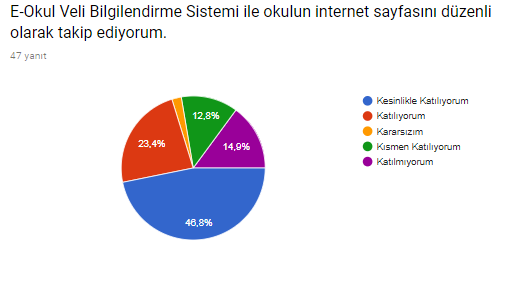 E-Okul Veli Bilgilendirme Sistemi ile okulun internet sayfasını düzenli
olarak takip ediyorum.
47 yanıt
12,8%
14,9%
23,4%
46,8%
Kesinlikle Katılıyorum
Katılıyorum
Kararsızım
Kısmen Katılıyorum
Katılmıyorum